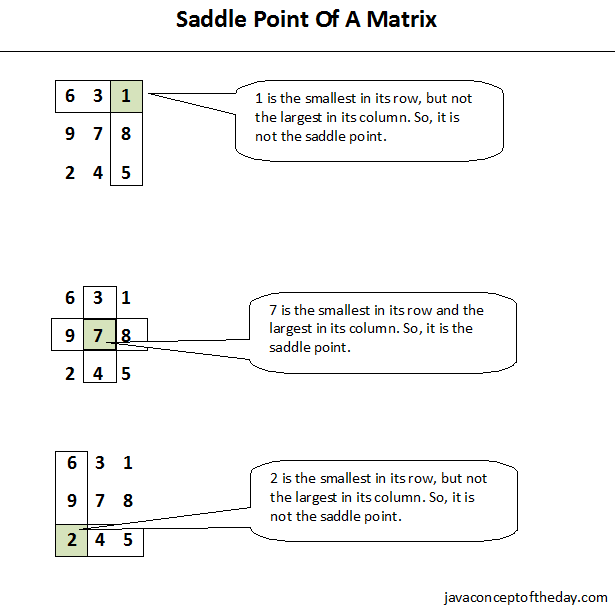 Saddle Point Of A Matrix
6 3 1
9 7 8
2 4 5
1 is the smallest in its row, but not
the largest in its column. So, it is
not the saddle point.
6 3 1
9 7 8
2 4 5
7 is the smallest in its row and the
largest in its column. So, it is the
saddle point.
6 3 1
9 7 8
2 4 5
2 is the smallest in its row, but not
the largest in its column. So, it is
not the saddle point.
javaconceptoftheday.com